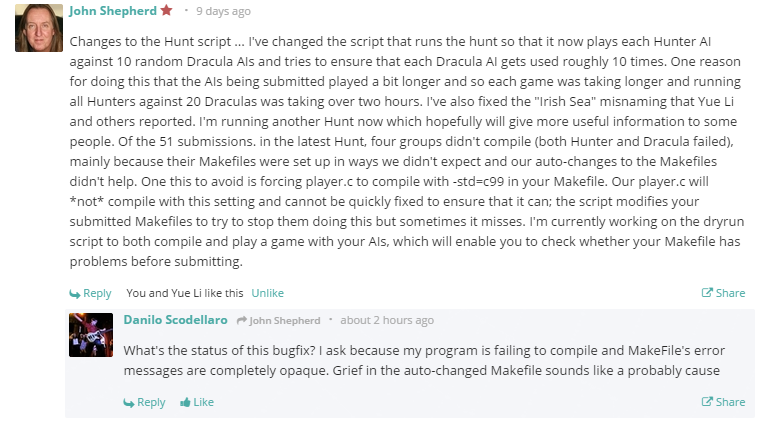 John Shepherd ★ • 9 days ago
Changes to the Hunt script ... I've changed the script that runs the hunt so that it now plays each Hunter AI
against 10 random Dracula AIs and tries to ensure that each Dracula AI gets used roughly 10 times. One reason
for doing this that the AIs being submitted played a bit longer and so each game was taking longer and running
all Hunters against 20 Draculas was taking over two hours. I've also fixed the "Irish Sea" misnaming that Yue Li
and others reported. I'm running another Hunt now which hopefully will give more useful information to some
people. Of the 51 submissions. in the latest Hunt, four groups didn't compile (both Hunter and Dracula failed),
mainly because their Makefiles were set up in ways we didn't expect and our auto-changes to the Makefiles
didn't help. One this to avoid is forcing player.c to compile with -std=c99 in your Makefile. Our player.c will
*not* compile with this setting and cannot be quickly fixed to ensure that it can; the script modifies your
submitted Makefiles to try to stop them doing this but sometimes it misses. I'm currently working on the dryrun
script to both compile and play a game with your AIs, which will enable you to check whether your Makefile has
problems before submitting.
Reply You and Yue Li like this Unlike Share
Danilo Scodellaro John Shepherd • about 2 hours ago
What's the status of this bugfix? I ask because my program is failing to compile and MakeFile's error
messages are completely opaque. Grief in the auto-changed Makefile sounds like a probably cause
Reply Like Share